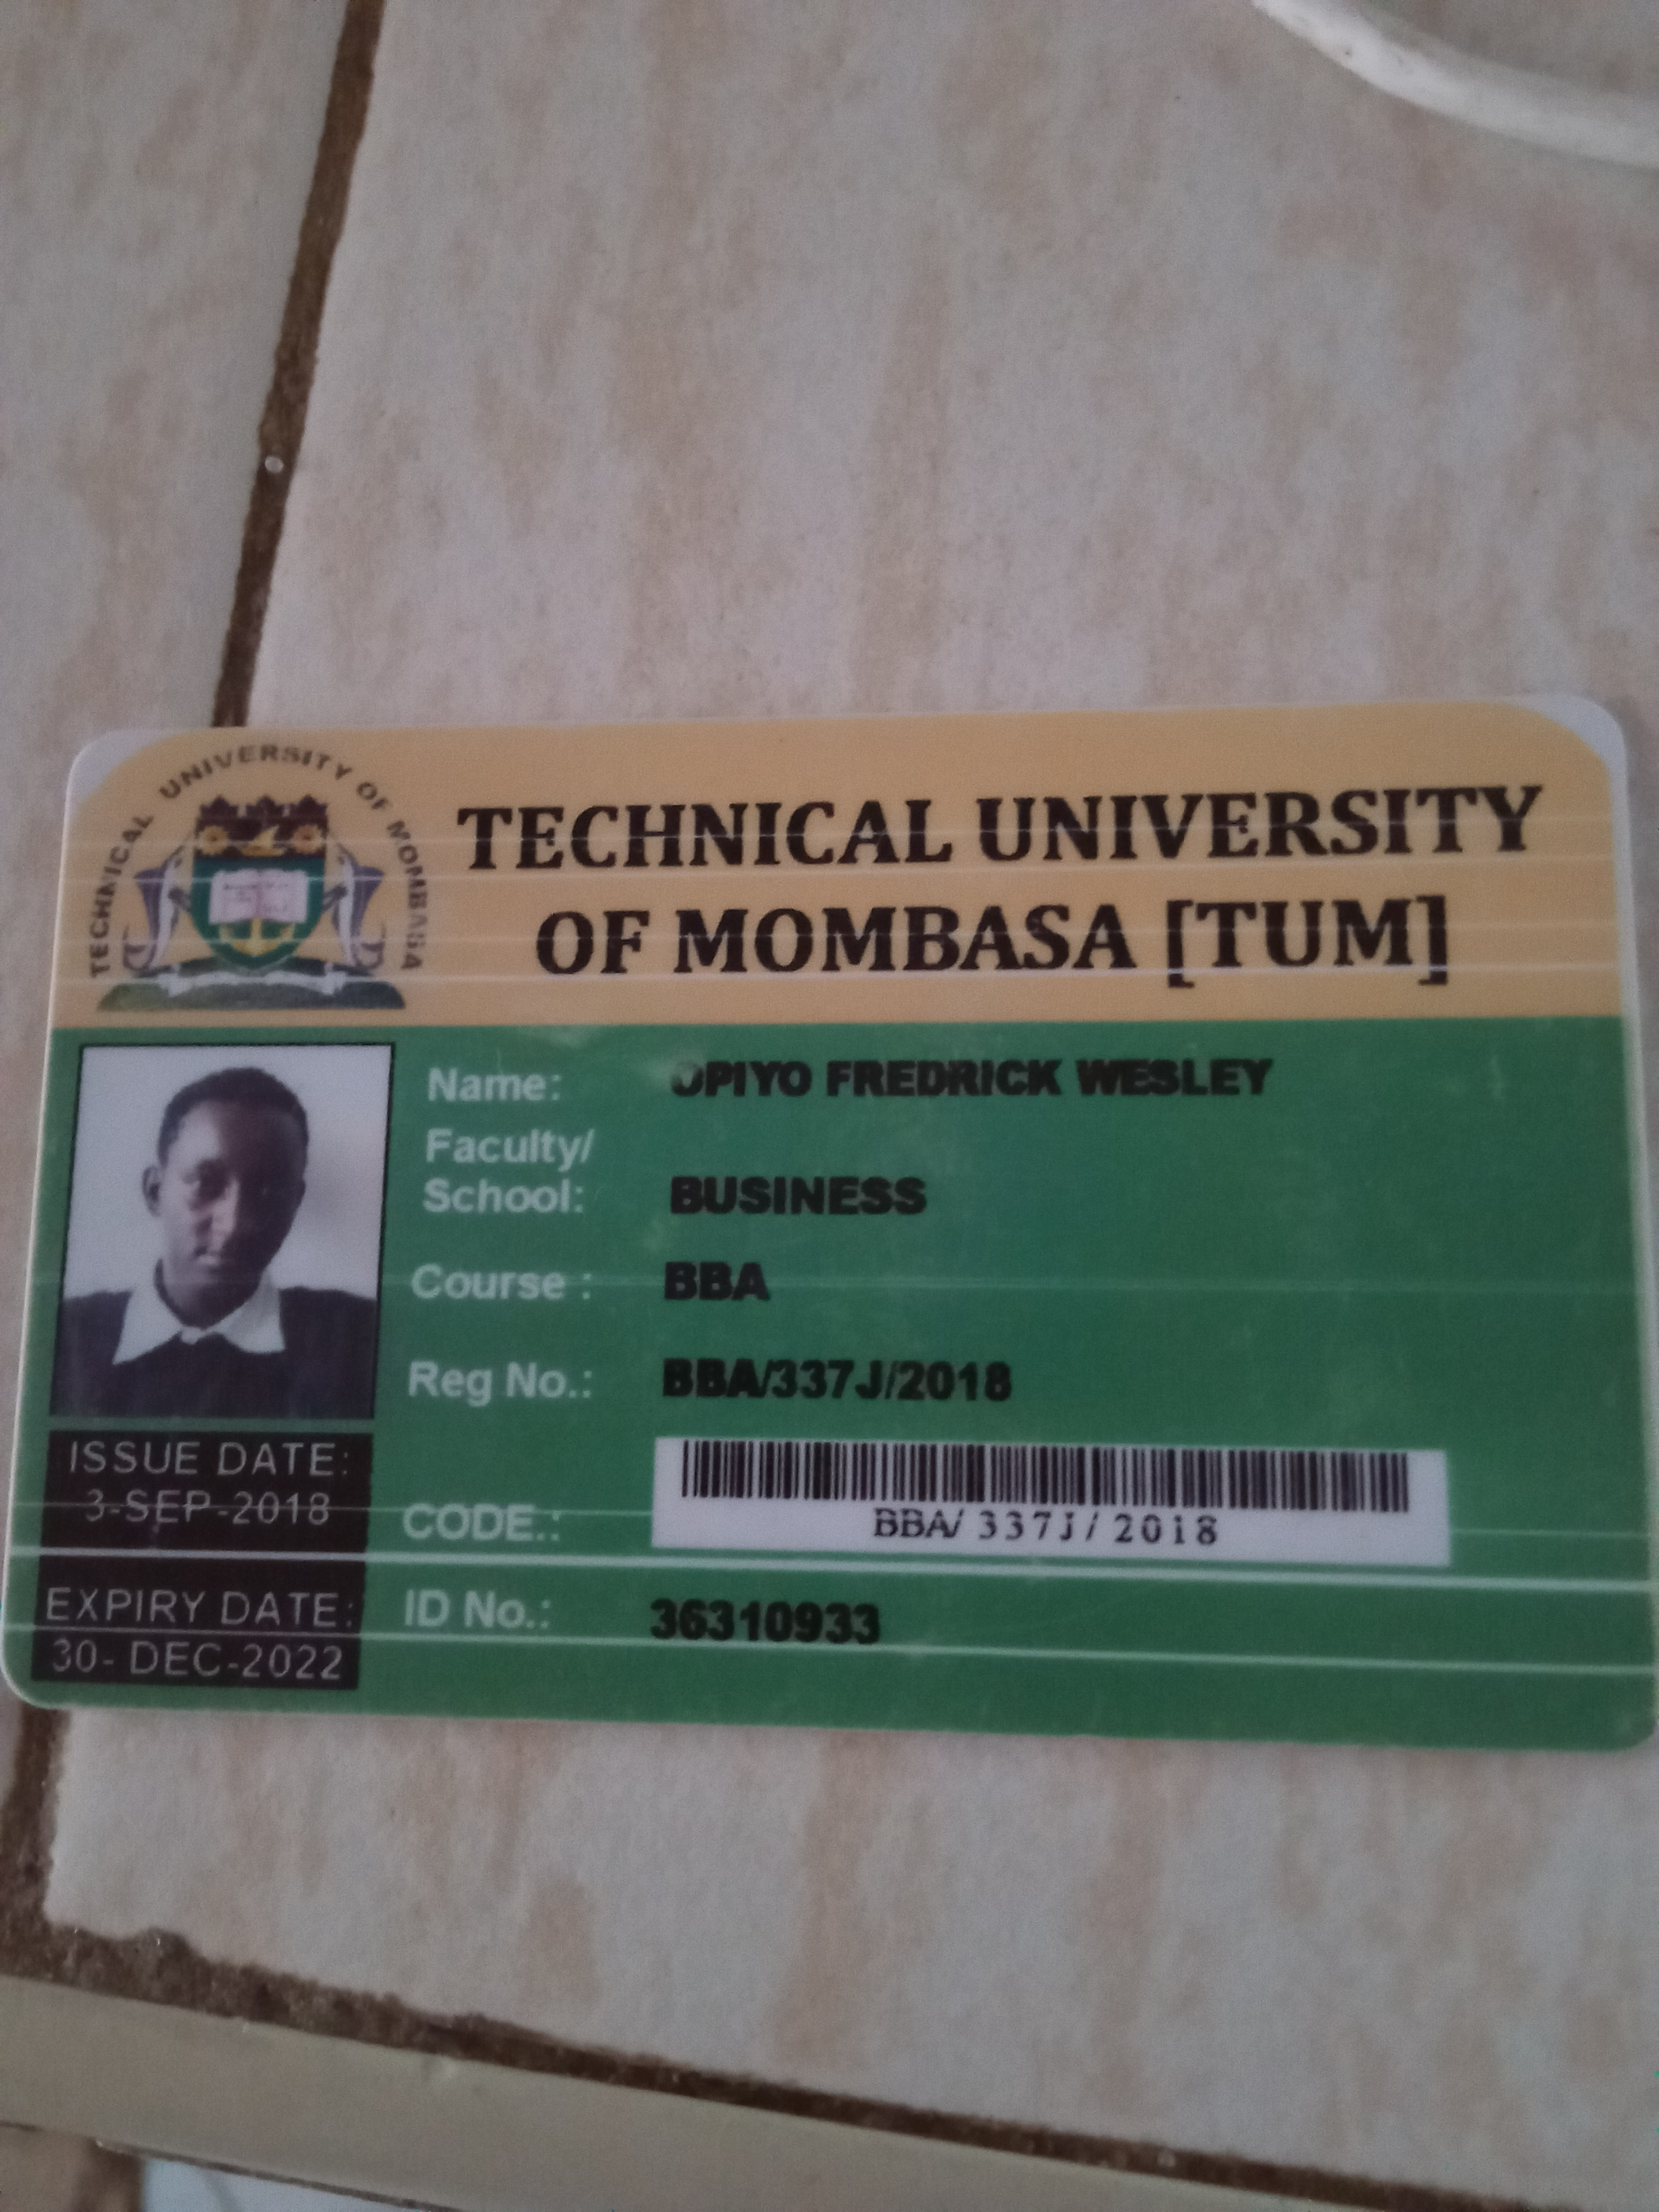 TECHNICAL UNIVERSITY OF MOMBASA
TECHNICAL UNIVERSITY
OF MOMBASA [TUM]
Name: OPIYO FREDRICK WESLEY
Faculty/
School: BUSINESS
Course : BBA
Reg No.: BBA/337J/2018
ISSUE DATE:
3-SEP-2018
CODE.: BBA/ 337J/ 2018
EXPIRY DATE:
30- DEC-2022
ID No.: 36310933